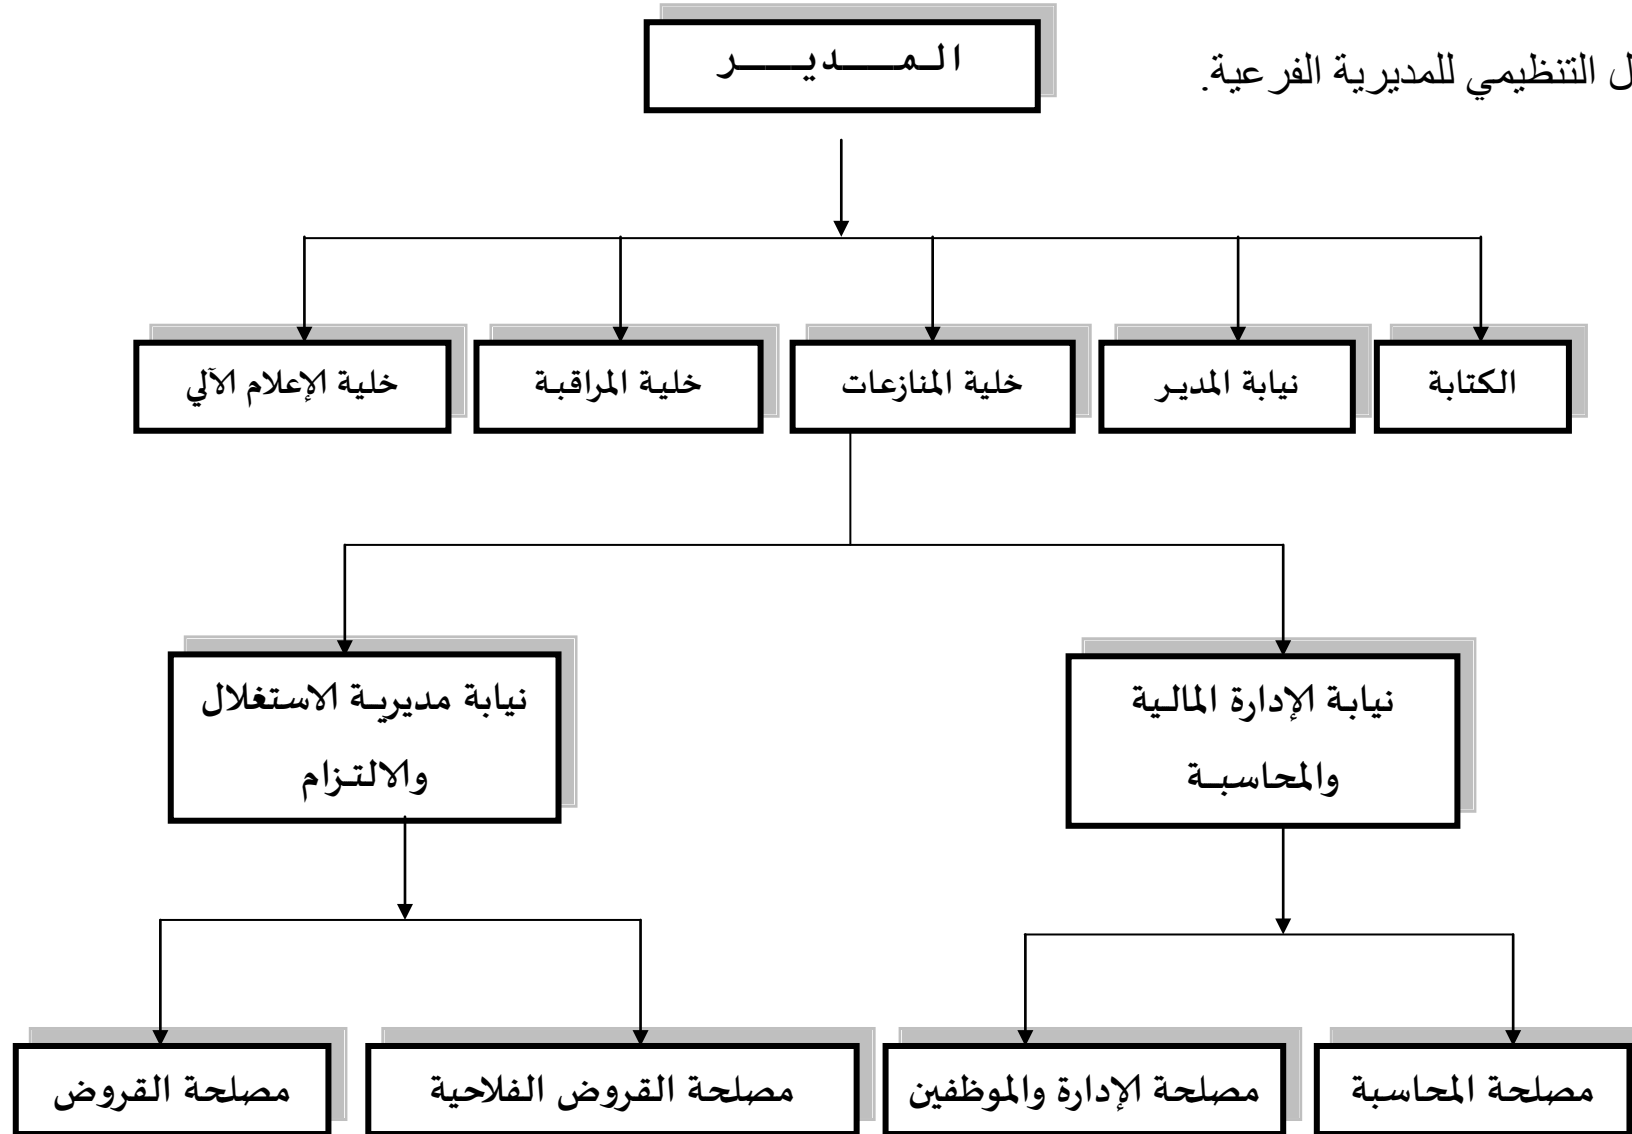 ل التنظيمي للمديرية الفرعية.
المدير
الكتابة
نيابة المدير
خلية المنازعات
خلية المراقبة
خلية الإعلام الآلي
نيابة الإدارة المالية
والمحاسبة
نيابة مديرية الاستغلال
والالتزام
مصلحة المحاسبة
مصلحة الإدارة والموظفين
مصلحة القروض الفلاحية
مصلحة القروض